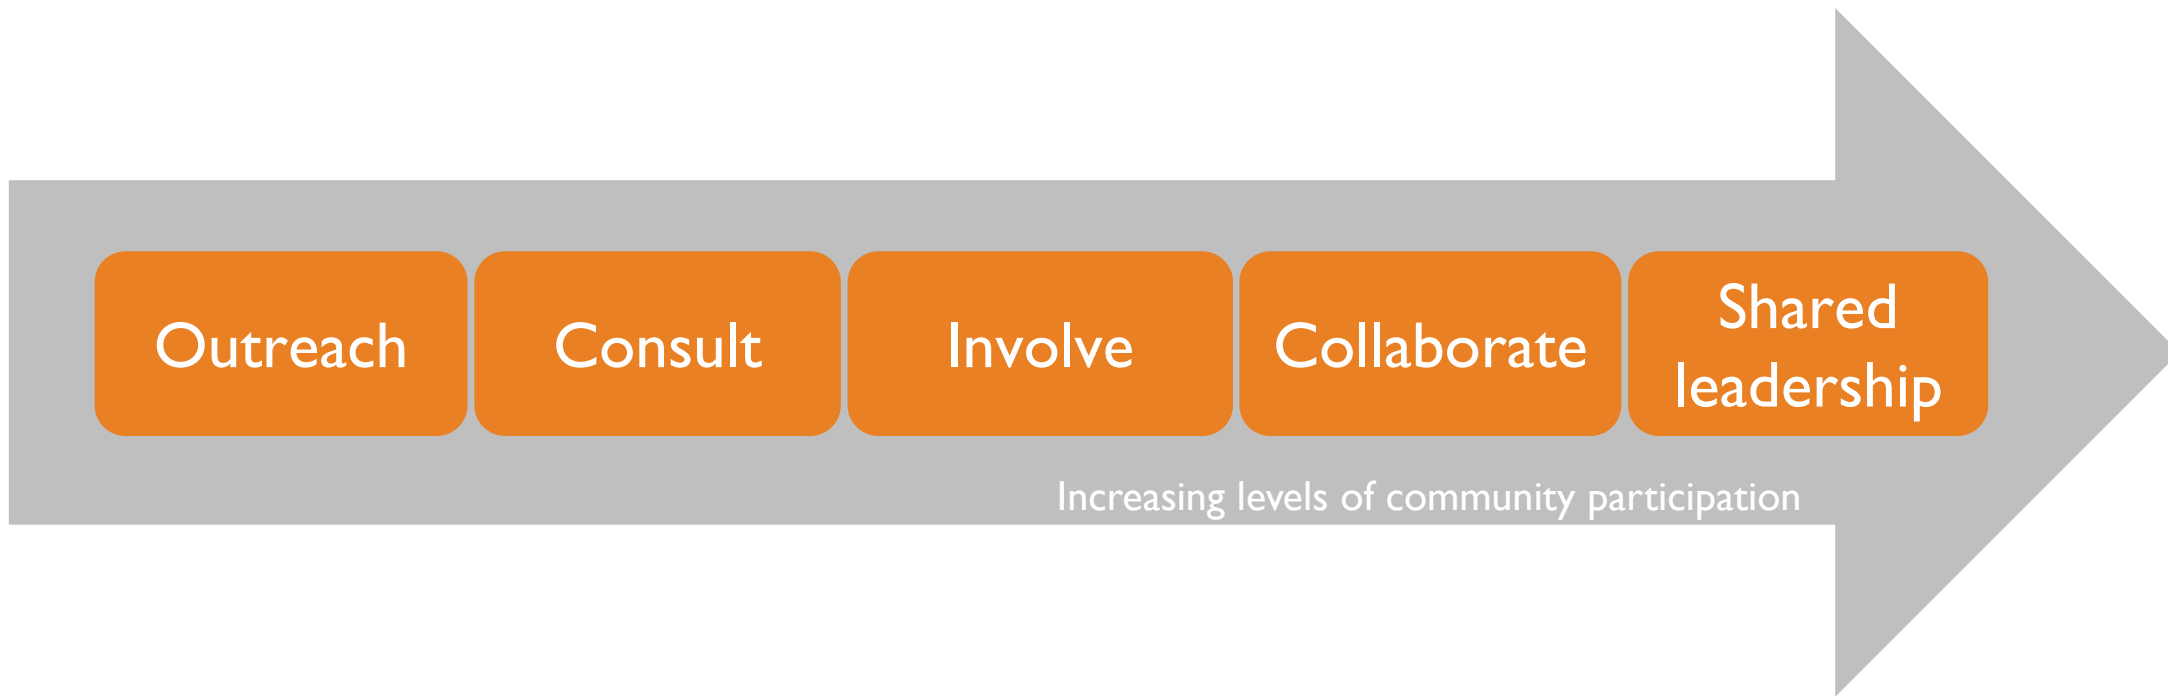 Outreach
Consult
Involve
Collaborate
Shared
leadership
Increasing levels of community participation